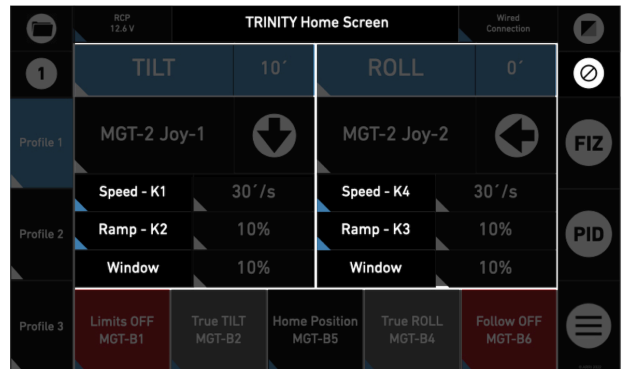 RCP
12.6 V
TRINITY Home Screen
Wired
Connection
1
TILT
10´
ROLL
0´
Profile 1
MGT-2 Joy-1
MGT-2 Joy-2
FIZ
Speed - K1
30´/s
Speed - K4
30´/s
Profile 2
Ramp - K2
10%
Ramp - K3
10%
PID
Window
10%
Window
10%
Profile 3
Limits OFF
MGT-B1
True TILT
MGT-B2
Home Position
MGT-B5
True ROLL
MGT-B4
Follow OFF
MGT-B6